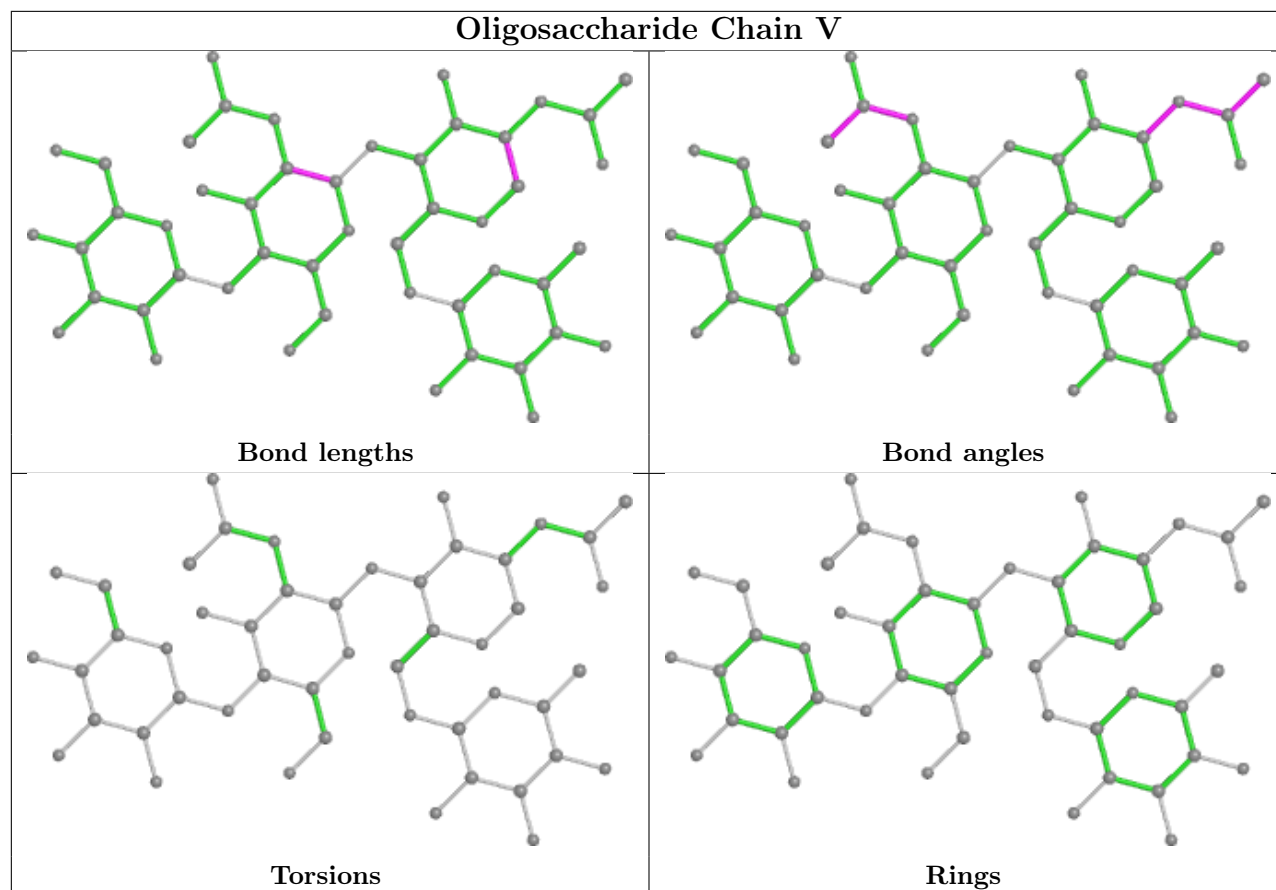 Oligosaccharide Chain V
Bond lengths
Bond angles
Torsions
Rings